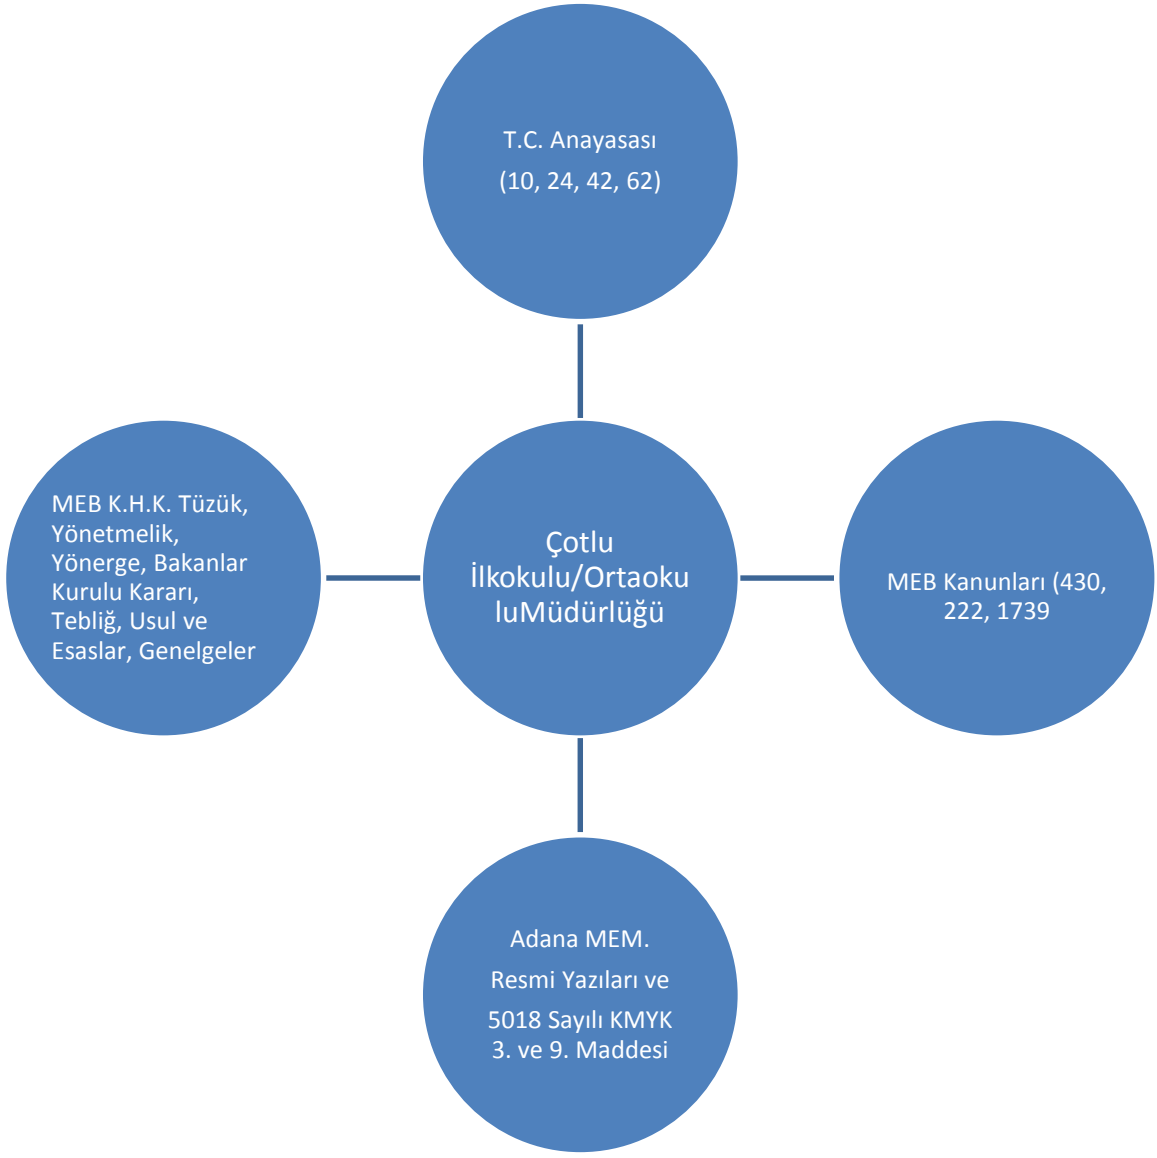 T.C. Anayasası
(10, 24, 42, 62)
MEB K.H.K. Tüzük,
Yönetmelik,
Yönerge, Bakanlar
Kurulu Kararı,
Tebliğ, Usul ve
Esaslar, Genelgeler
Çotlu
İlkokulu/Ortaoku
luMüdürlüğü
MEB Kanunları (430,
222, 1739
Adana MEM.
Resmi Yazıları ve
5018 Sayılı KMYK
3. ve 9. Maddesi